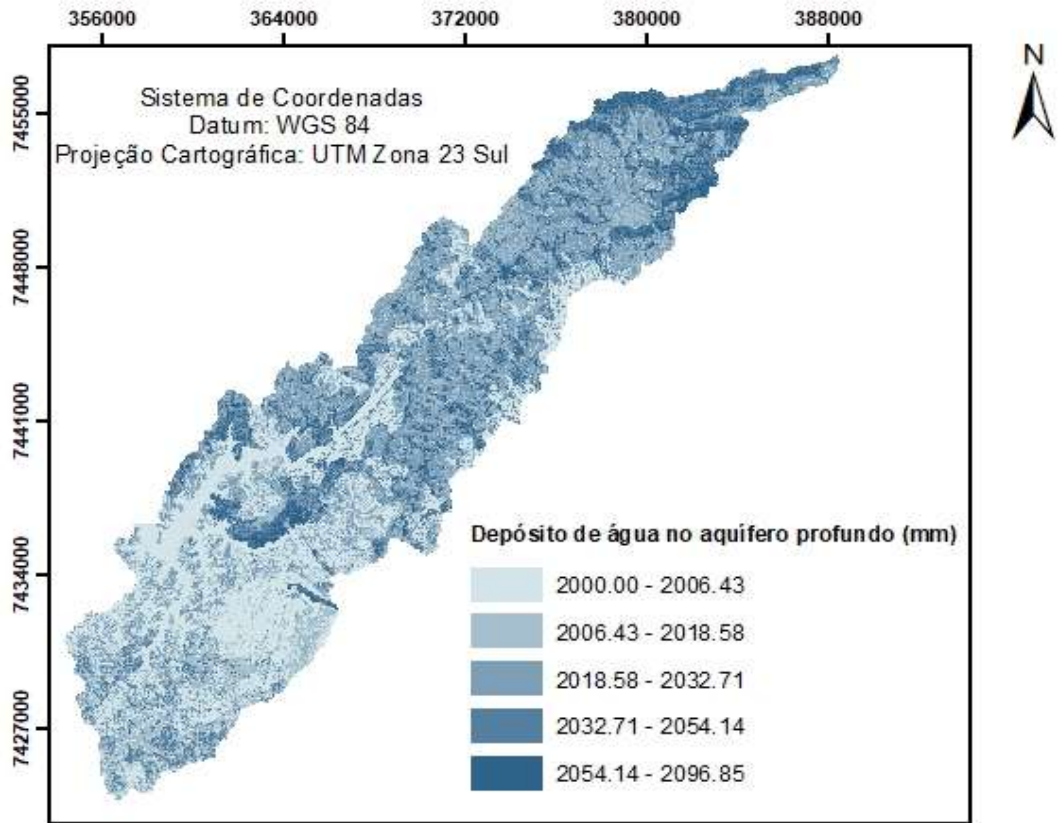 356000 364000 372000 380000 388000
N
Sistema de Coordenadas
Datum: WGS 84
Projeção Cartográfica: UTM Zona 23 Sul
7455000
7448000
7441000
7434000
7427000
Depósito de água no aquífero profundo (mm)
2000.00 - 2006.43
2006.43 - 2018.58
2018.58 - 2032.71
2032.71 - 2054.14
2054.14 - 2096.85